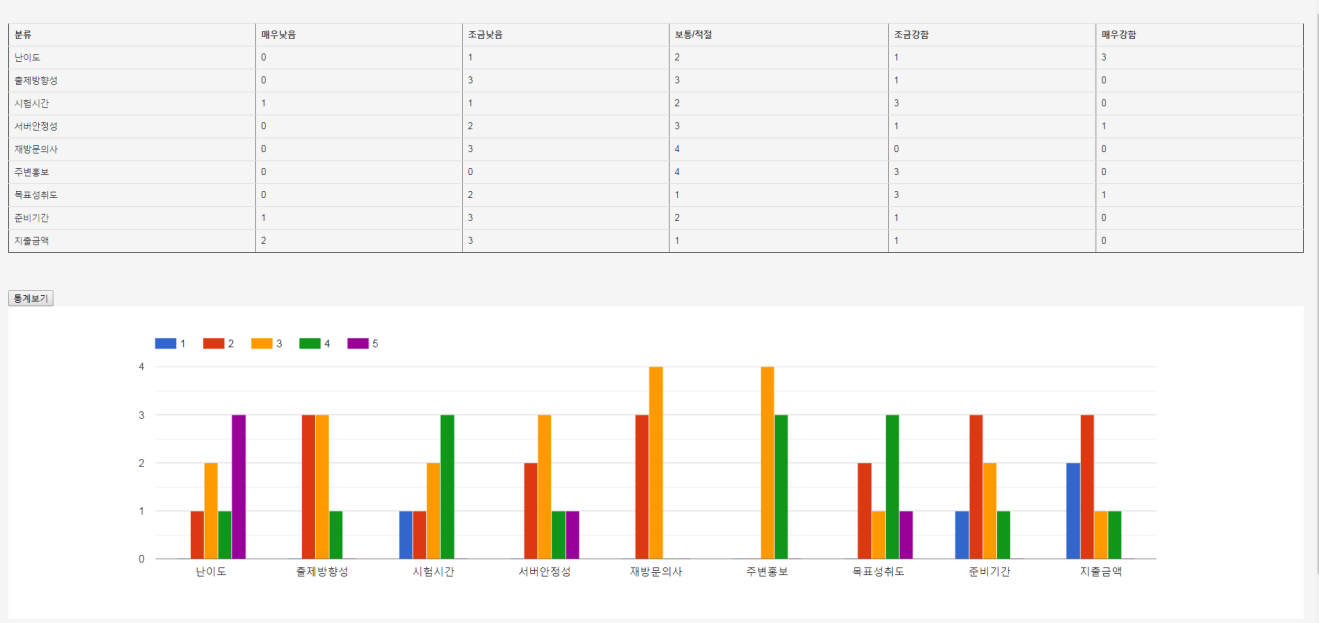 분류 매우낮음 조금낮음 보통/적절 조금강함 매우강함
난이도 0 1 2 1 3
출제방향성 0 3 3 1 0
시험시간 1 1 2 3 0
서버안정성 0 2 3 1 1
재방문의사 0 3 4 0 0
주변홍보 0 0 4 3 0
목표성취도 0 2 1 3 1
준비기간 1 3 2 1 0
지출금액 2 3 1 1 0
통계보기
1 2 3 4 5
4
3
2
1
0
난이도 출제방향성 시험시간 서버안정성 재방문의사 주변홍보 목표성취도 준비기간 지출금액